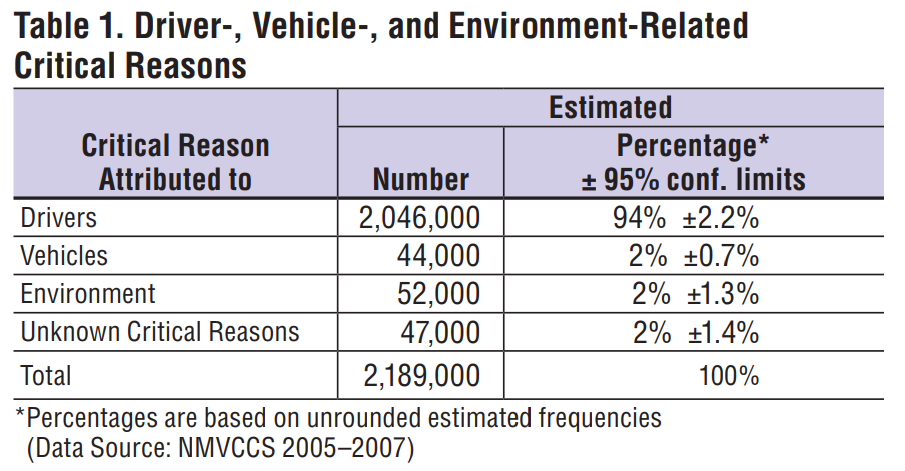 Table 1. Driver-, Vehicle-, and Environment-Related
Critical Reasons
Critical Reason
Attributed to
Estimated
Number
Percentage*
± 95% conf. limits
Drivers 2,046,000 94% ±2.2%
Vehicles 44,000 2% ±0.7%
Environment 52,000 2% ±1.3%
Unknown Critical Reasons 47,000 2% ±1.4%
Total 2,189,000 100%
*Percentages are based on unrounded estimated frequencies
(Data Source: NMVCCS 2005–2007)